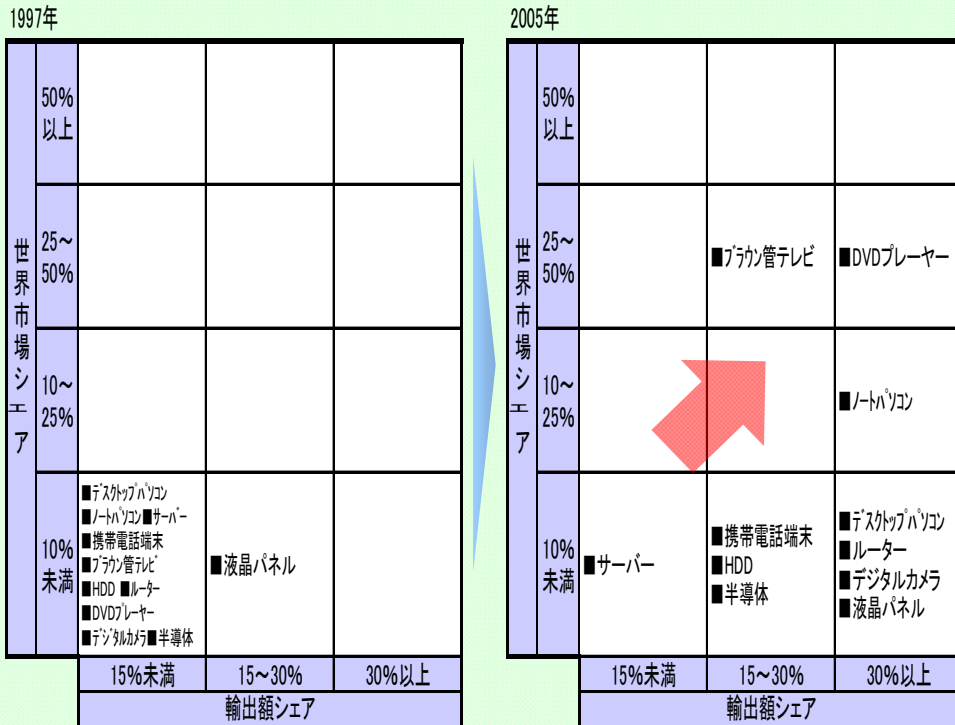 1997年
世界市場シェア
50%
以上
25～
50%
10～
25%
10%
未満
■デスクトップパソコン
■ノートパソコン■サーバー
■携帯電話端末
■ブラウン管テレビ
■HDD ■ルーター
■DVDプレーヤー
■デジタルカメラ■半導体
■液晶パネル
15%未満
15～30%
30%以上
輸出額シェア
2005年
世界市場シェア
50%
以上
25～
50%
■ブラウン管テレビ
■DVDプレーヤー
10～
25%
■ノートパソコン
10%
未満
■サーバー
■携帯電話端末
■HDD
■半導体
■デスクトップパソコン
■ルーター
■デジタルカメラ
■液晶パネル
15%未満
15～30%
30%以上
輸出額シェア